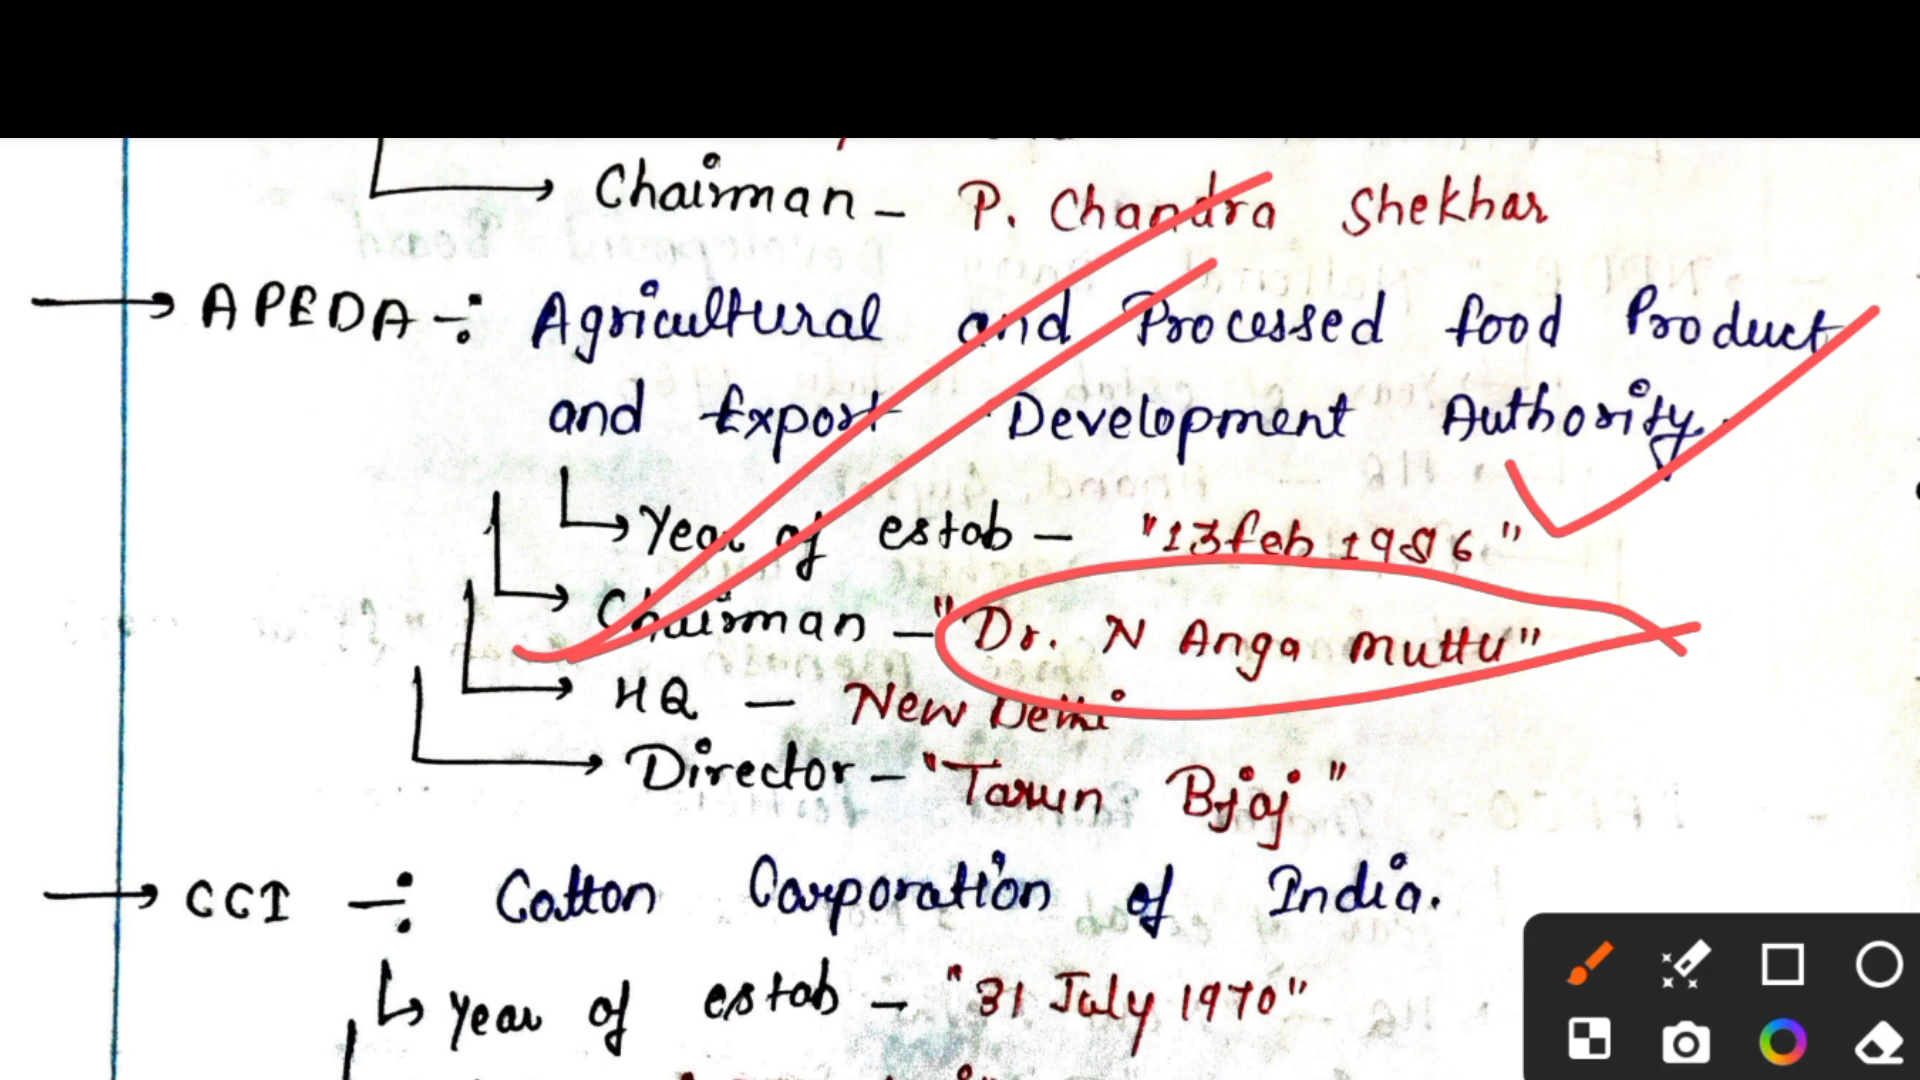 Chairman - P. Chandra Shekhar
APEDA -: Agricultural and Processed food Product
and Export Development Authority.
Year of estab - "13 feb 1986"
Chairman - "Dr. N Anga muttu"
HQ - New Delhi
Director - "Tarun Bjaj"
CCI -: Cotton Corporation of India.
Year of estab - "31 July 1970"